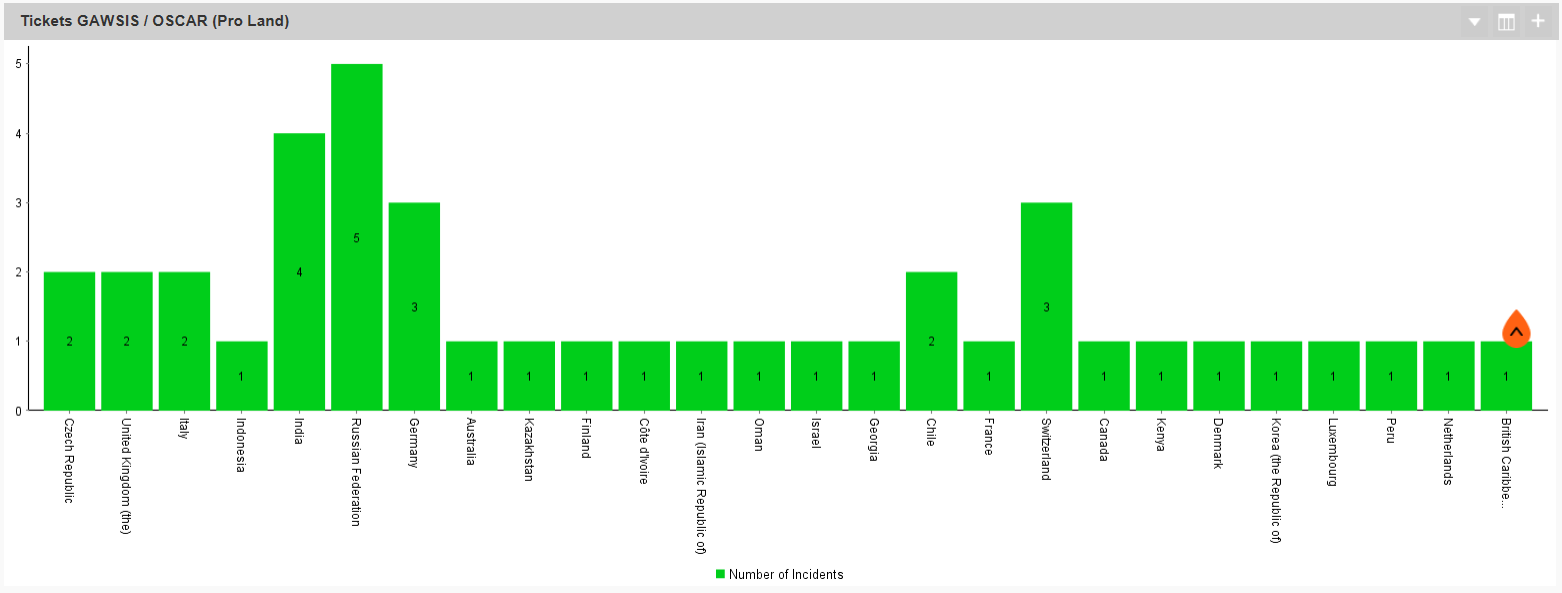 Tickets GAWSIS / OSCAR (Pro Land)
5
4
3
2
1
0
2
2
2
1
4
5
3
1
1
1
1
1
1
1
1
2
1
3
1
1
1
1
1
1
1
1
Czech Republic
United Kingdom (the)
Italy
Indonesia
India
Russian Federation
Germany
Australia
Kazakhstan
Finland
Côte d'Ivoire
Iran (Islamic Republic of)
Oman
Israel
Georgia
Chile
France
Switzerland
Canada
Kenya
Denmark
Korea (the Republic of)
Luxembourg
Peru
Netherlands
British Caribbe...
Number of Incidents